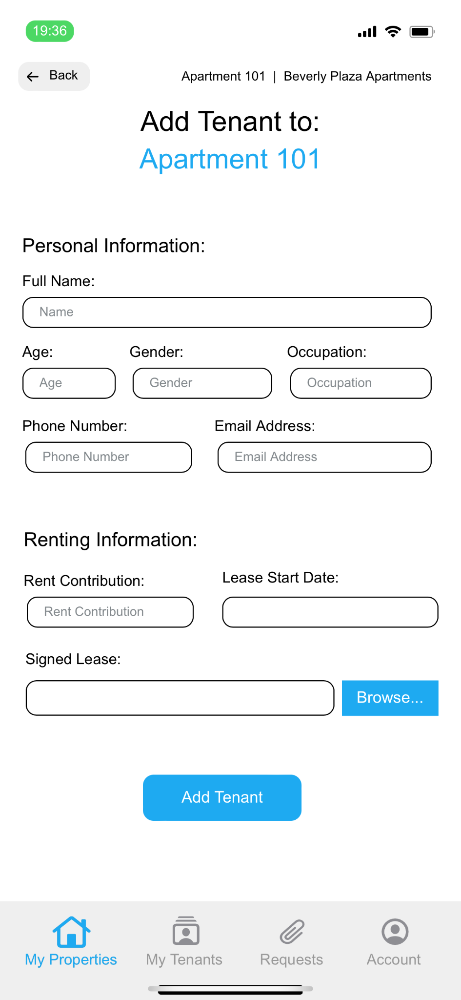 19:36
Back
Apartment 101 | Beverly Plaza Apartments
Add Tenant to:
Apartment 101
Personal Information:
Full Name:
Name
Age: Gender: Occupation:
Age Gender Occupation
Phone Number: Email Address:
Phone Number Email Address
Renting Information:
Rent Contribution: Lease Start Date:
Rent Contribution
Signed Lease:
Browse...
Add Tenant
My Properties My Tenants Requests Account